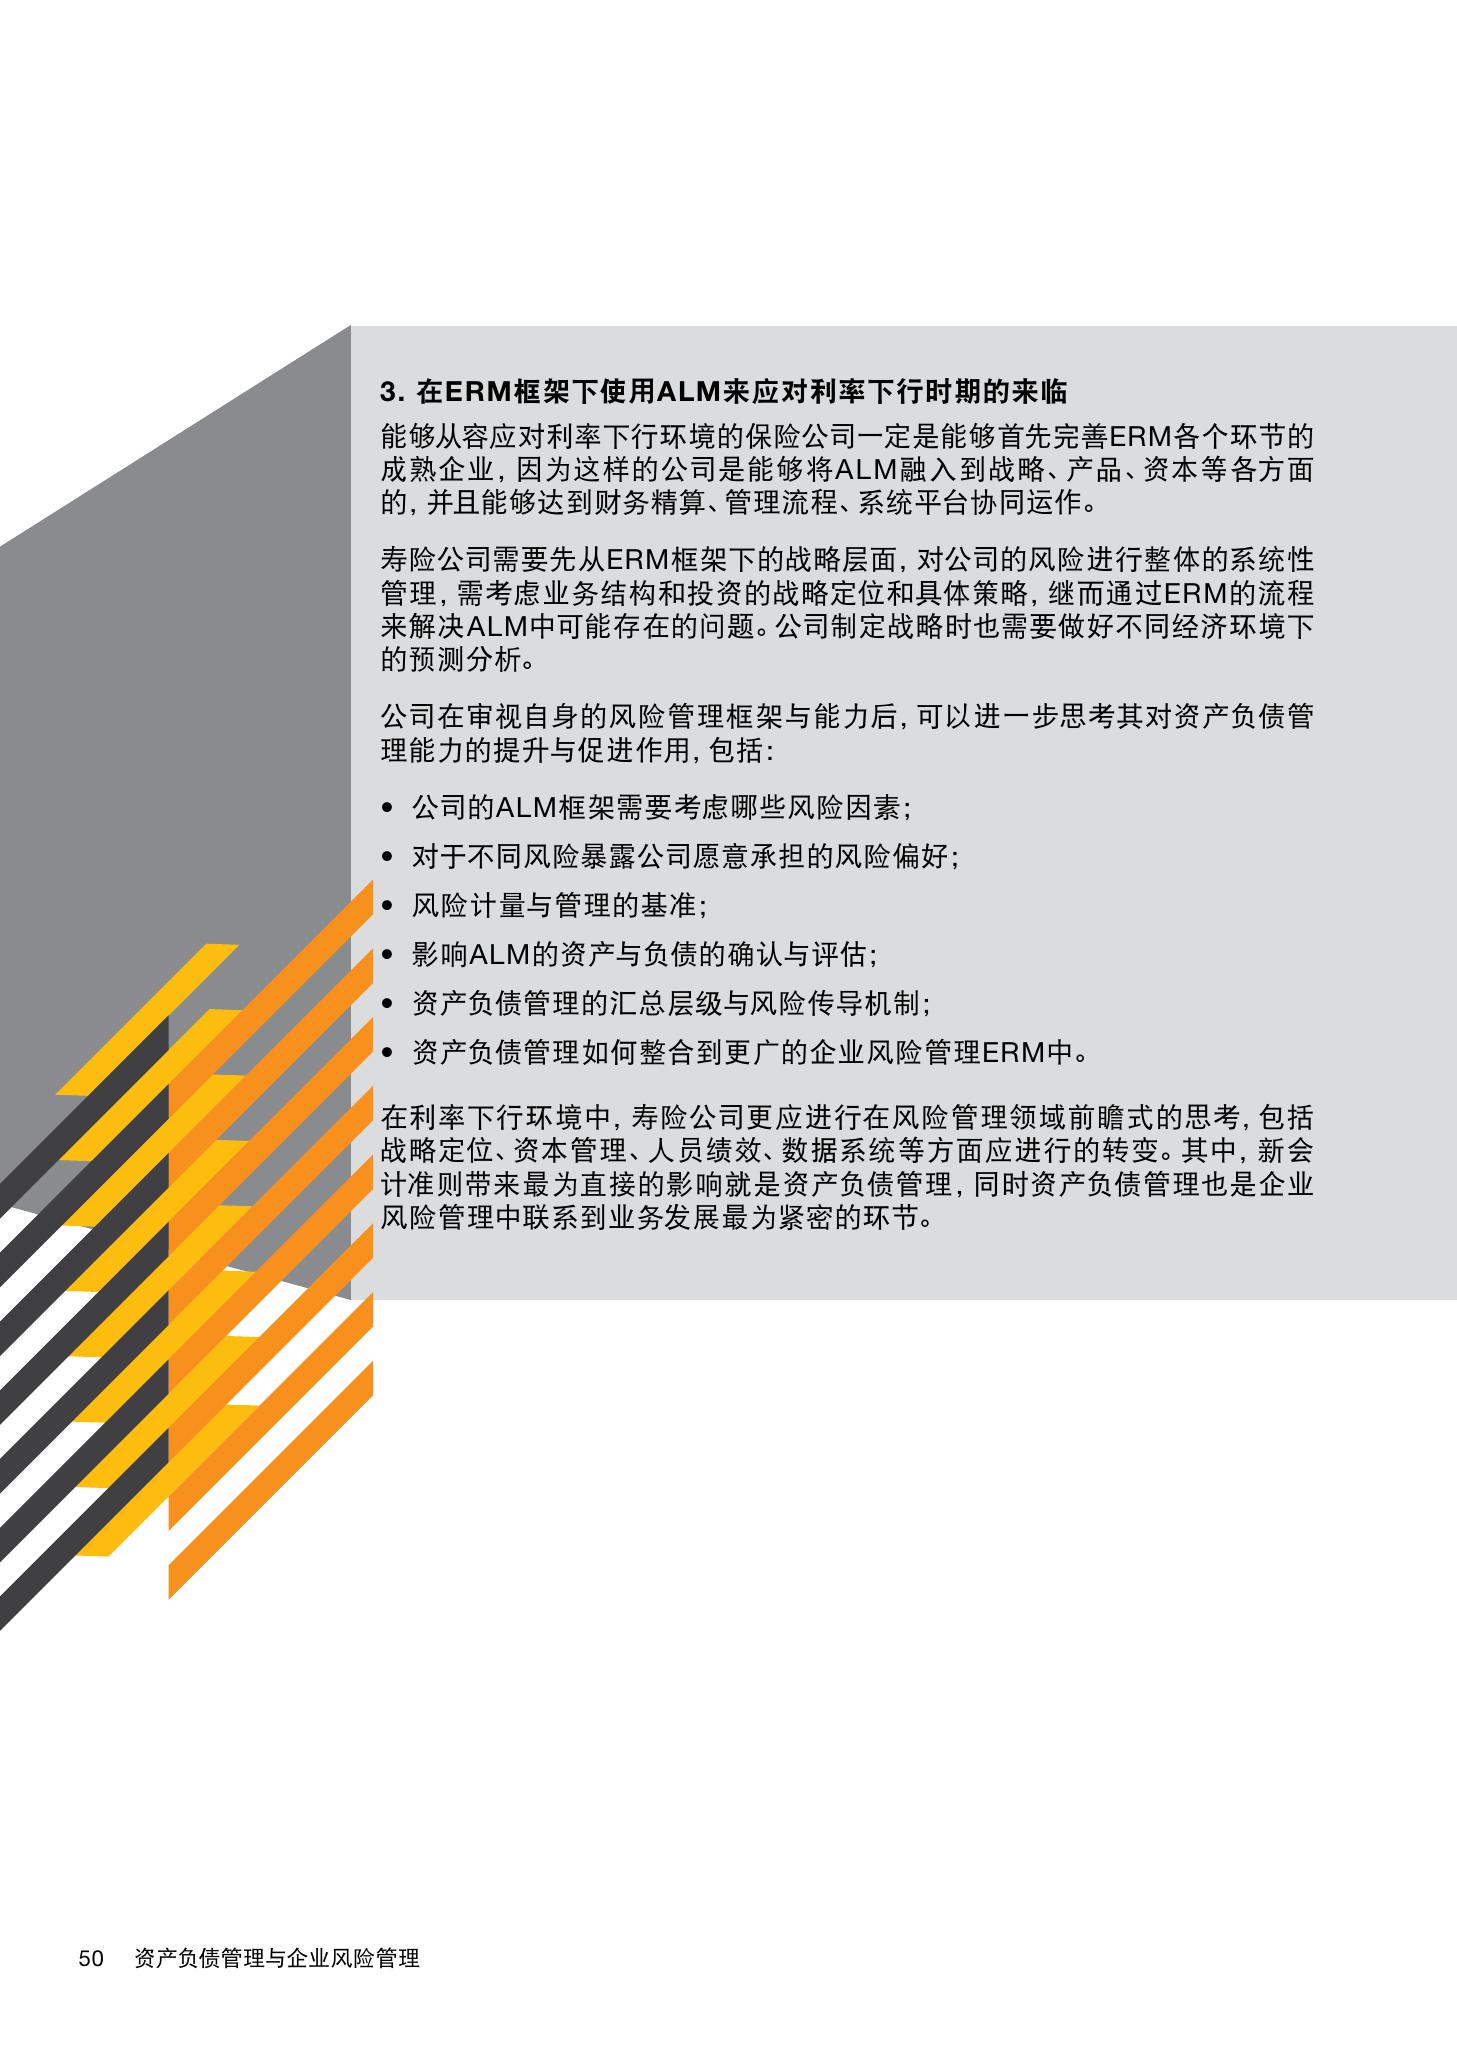 3. 在ERM框架下使用ALM来应对利率下行时期的来临
能够从容应对利率下行环境的保险公司一定是能够首先完善ERM各个环节的
成熟企业，因为这样的公司是能够将ALM融入到战略、产品、资本等各方面
的，并且能够达到财务精算、管理流程、系统平台协同运作。
寿险公司需要先从ERM框架下的战略层面，对公司的风险进行整体的系统性
管理，需考虑业务结构和投资的战略定位和具体策略，继而通过ERM的流程
来解决ALM中可能存在的问题。公司制定战略时也需要做好不同经济环境下
的预测分析。
公司在审视自身的风险管理框架与能力后，可以进一步思考其对资产负债管
理能力的提升与促进作用，包括：
• 公司的ALM框架需要考虑哪些风险因素；
• 对于不同风险暴露公司愿意承担的风险偏好；
• 风险计量与管理的基准；
• 影响ALM的资产与负债的确认与评估；
• 资产负债管理的汇总层级与风险传导机制；
• 资产负债管理如何整合到更广的企业风险管理ERM中。
在利率下行环境中，寿险公司更应进行在风险管理领域前瞻式的思考，包括
战略定位、资本管理、人员绩效、数据系统等方面应进行的转变。其中，新会
计准则带来最为直接的影响就是资产负债管理，同时资产负债管理也是企业
风险管理中联系到业务发展最为紧密的环节。
50 资产负债管理与企业风险管理